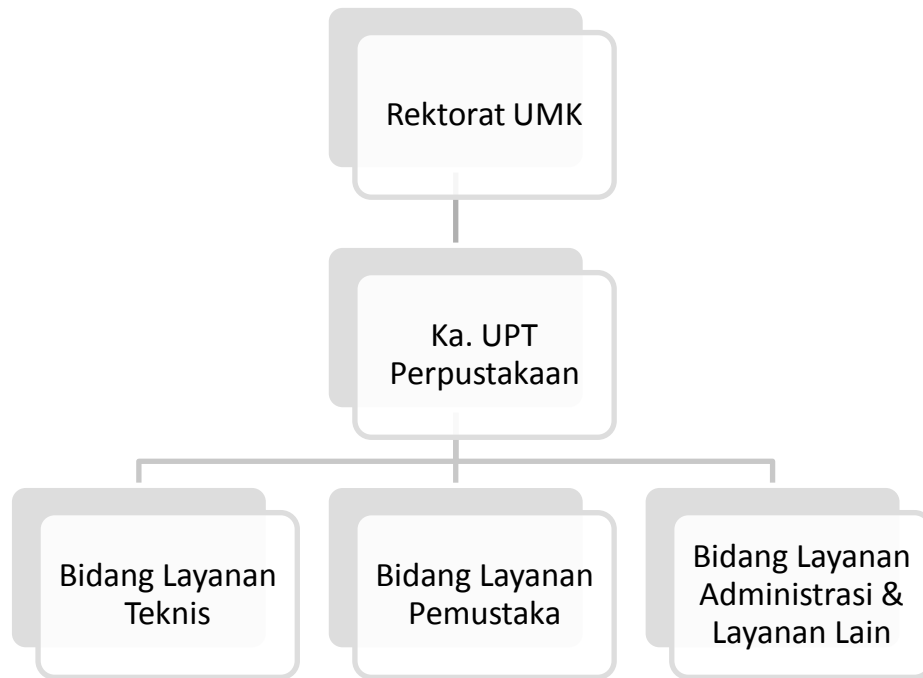 Rektorat UMK
Ka. UPT
Perpustakaan
Bidang Layanan
Teknis
Bidang Layanan
Pemustaka
Bidang Layanan
Administrasi &
Layanan Lain